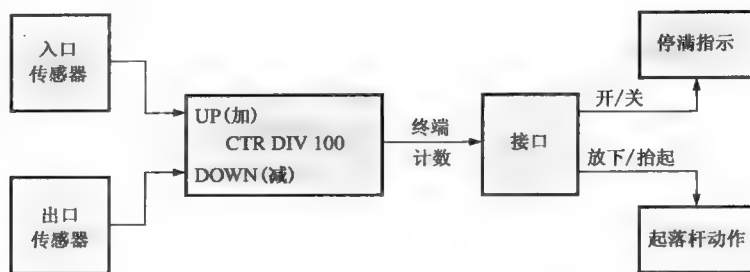 入口
传感器
出口
传感器
UP(加)
CTR DIV 100
DOWN(减)
终端
计数
接口
开/关
放下/抬起
停满指示
起落杆动作